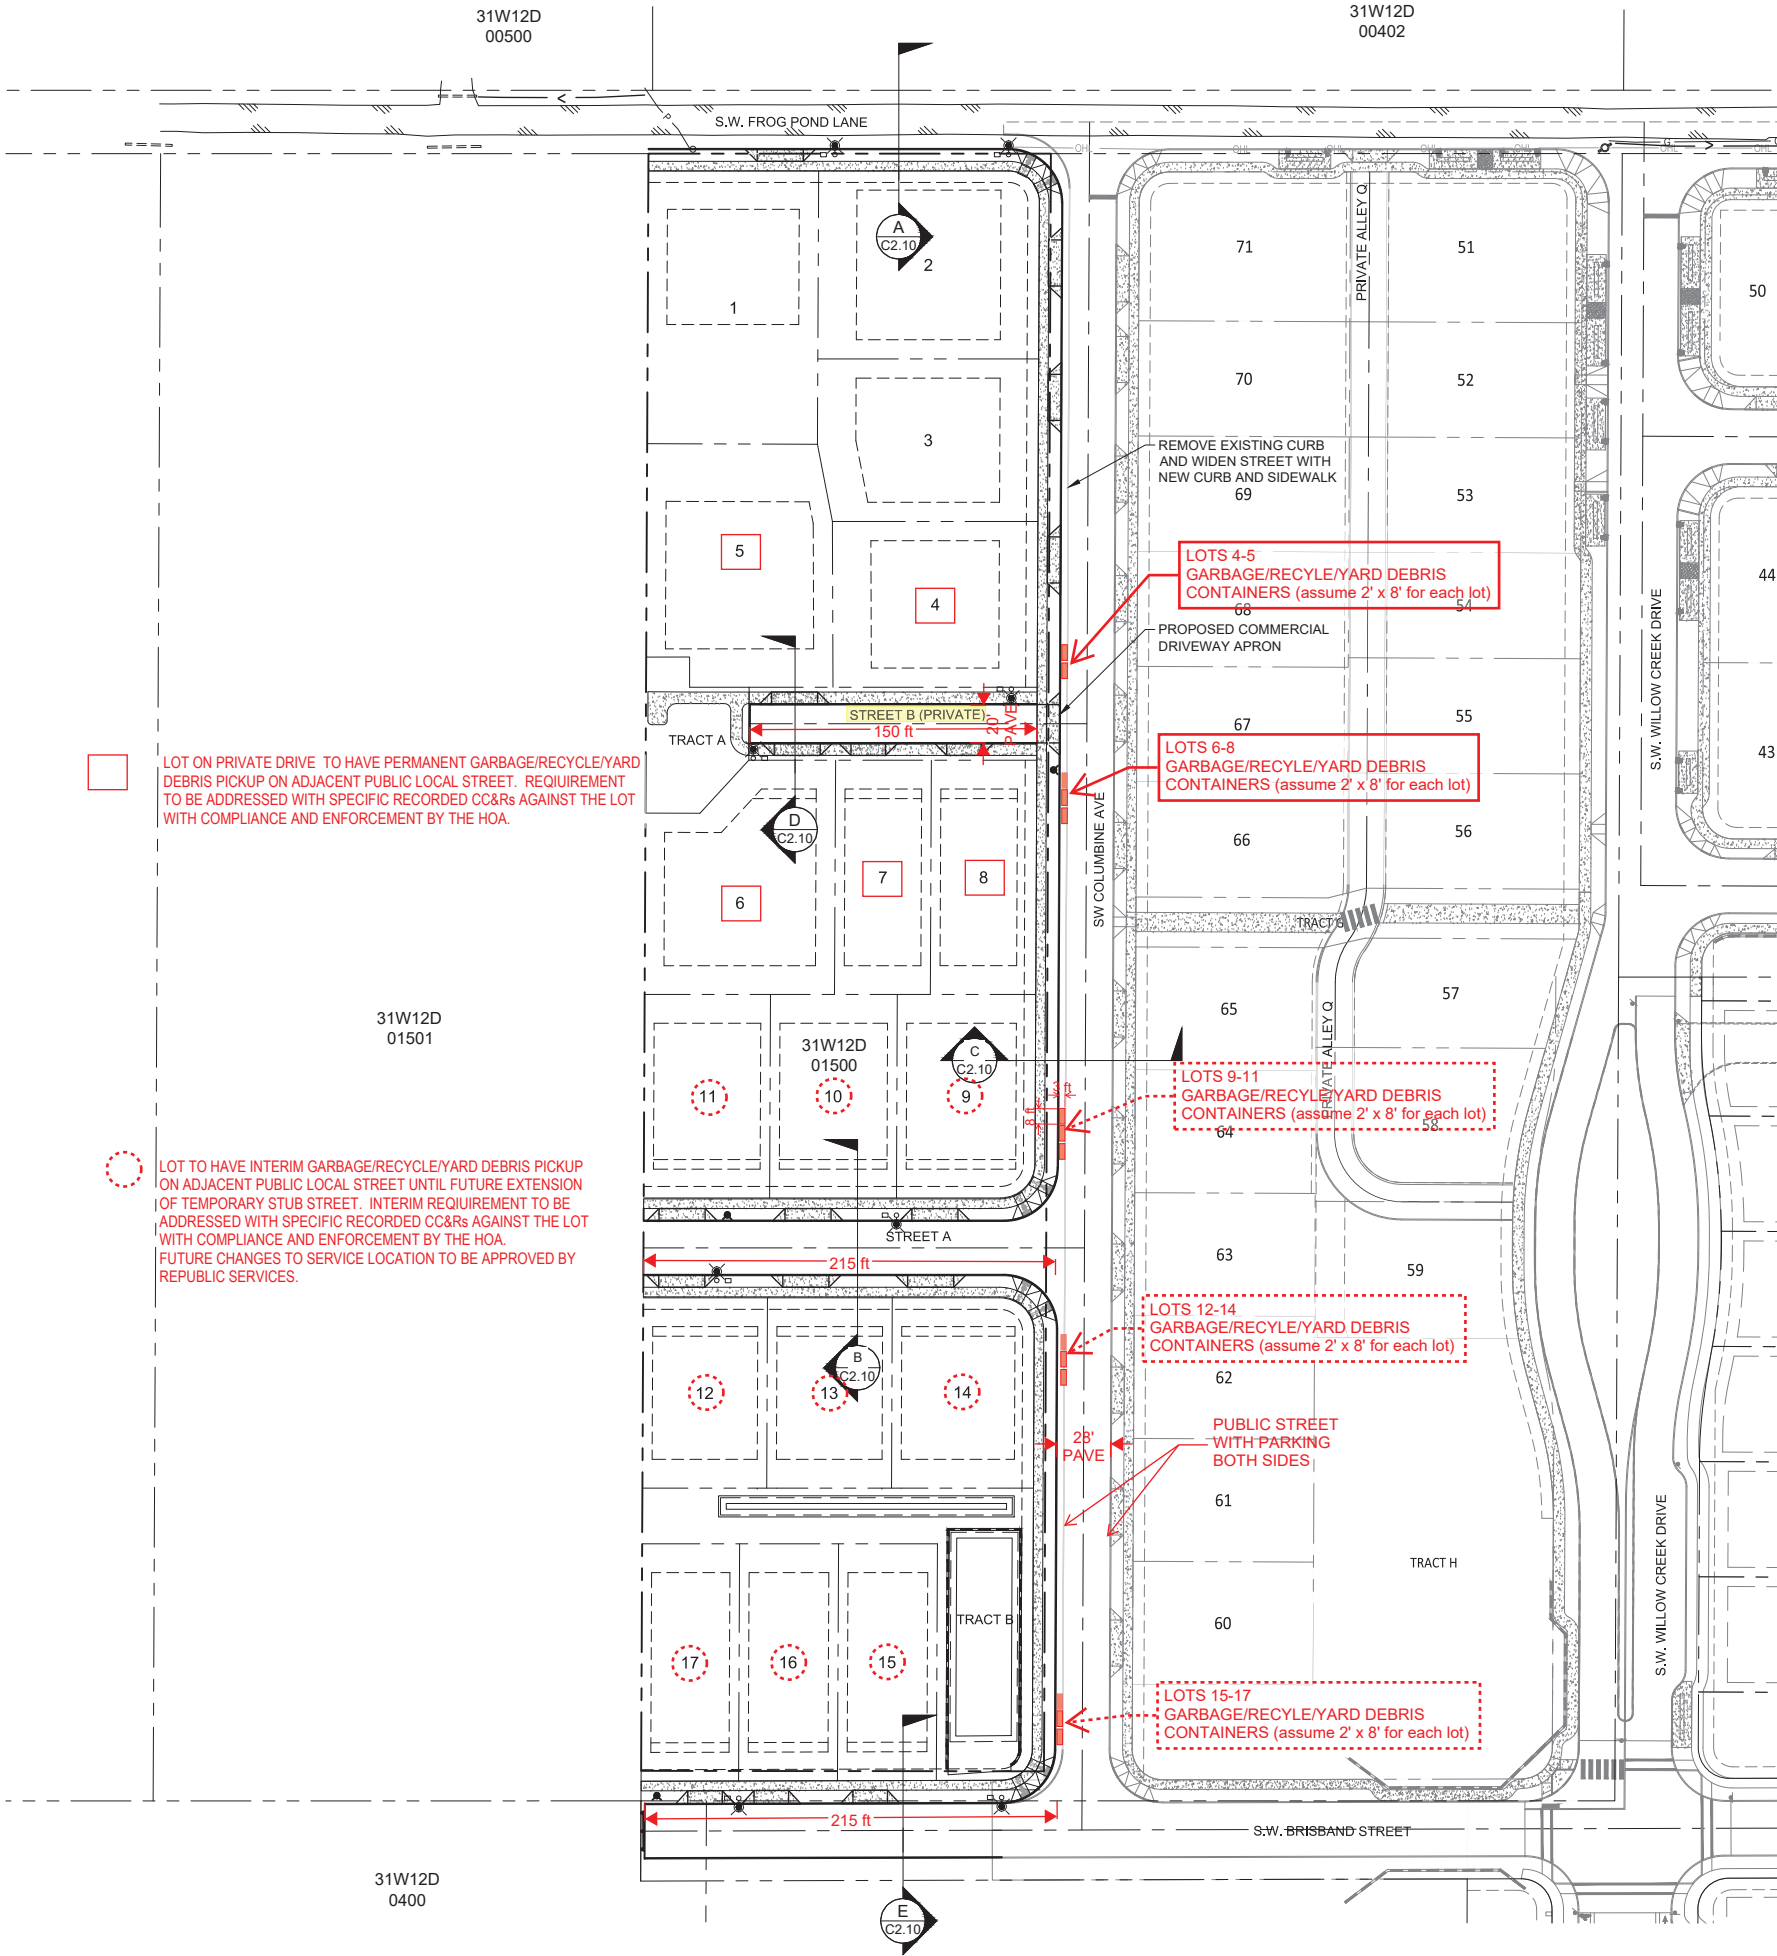 31W12D
00500
31W12D
00402
S.W. FROG POND LANE
OHL
OHL
OHL
OHL
OHL
G
OHL
P
A
C2.10
2
1
3
5
4
71
51
70
52
69
53
68
54
67
55
66
56
50
44
43
PRIVATE ALLEY Q
S.W. WILLOW CREEK DRIVE
REMOVE EXISTING CURB
AND WIDEN STREET WITH
NEW CURB AND SIDEWALK
LOTS 4-5
GARBAGE/RECYLE/YARD DEBRIS
CONTAINERS (assume 2' x 8' for each lot)
PROPOSED COMMERCIAL
DRIVEWAY APRON
STREET B (PRIVATE)
150 ft
20'
PAVE
TRACT A
LOTS 6-8
GARBAGE/RECYLE/YARD DEBRIS
CONTAINERS (assume 2' x 8' for each lot)
LOT ON PRIVATE DRIVE TO HAVE PERMANENT GARBAGE/RECYCLE/YARD
DEBRIS PICKUP ON ADJACENT PUBLIC LOCAL STREET. REQUIREMENT
TO BE ADDRESSED WITH SPECIFIC RECORDED CC&Rs AGAINST THE LOT
WITH COMPLIANCE AND ENFORCEMENT BY THE HOA.
D
C2.10
6
7
8
SW COLUMBINE AVE
TRACT G
65
57
PRIVATE ALLEY Q
31W12D
01501
31W12D
01500
C
C2.10
11
10
9
3 ft
8 ft
LOTS 9-11
GARBAGE/RECYLE/YARD DEBRIS
CONTAINERS (assume 2' x 8' for each lot)
64
58
LOT TO HAVE INTERIM GARBAGE/RECYCLE/YARD DEBRIS PICKUP
ON ADJACENT PUBLIC LOCAL STREET UNTIL FUTURE EXTENSION
OF TEMPORARY STUB STREET. INTERIM REQUIREMENT TO BE
ADDRESSED WITH SPECIFIC RECORDED CC&Rs AGAINST THE LOT
WITH COMPLIANCE AND ENFORCEMENT BY THE HOA.
FUTURE CHANGES TO SERVICE LOCATION TO BE APPROVED BY
REPUBLIC SERVICES.
STREET A
215 ft
63
59
LOTS 12-14
GARBAGE/RECYLE/YARD DEBRIS
CONTAINERS (assume 2' x 8' for each lot)
B
C2.10
12
13
14
62
28'
PAVE
PUBLIC STREET
WITH PARKING
BOTH SIDES
61
TRACT H
S.W. WILLOW CREEK DRIVE
60
TRACT B
17
16
15
LOTS 15-17
GARBAGE/RECYLE/YARD DEBRIS
CONTAINERS (assume 2' x 8' for each lot)
215 ft
S.W. BRISBAND STREET
31W12D
0400
E
C2.10